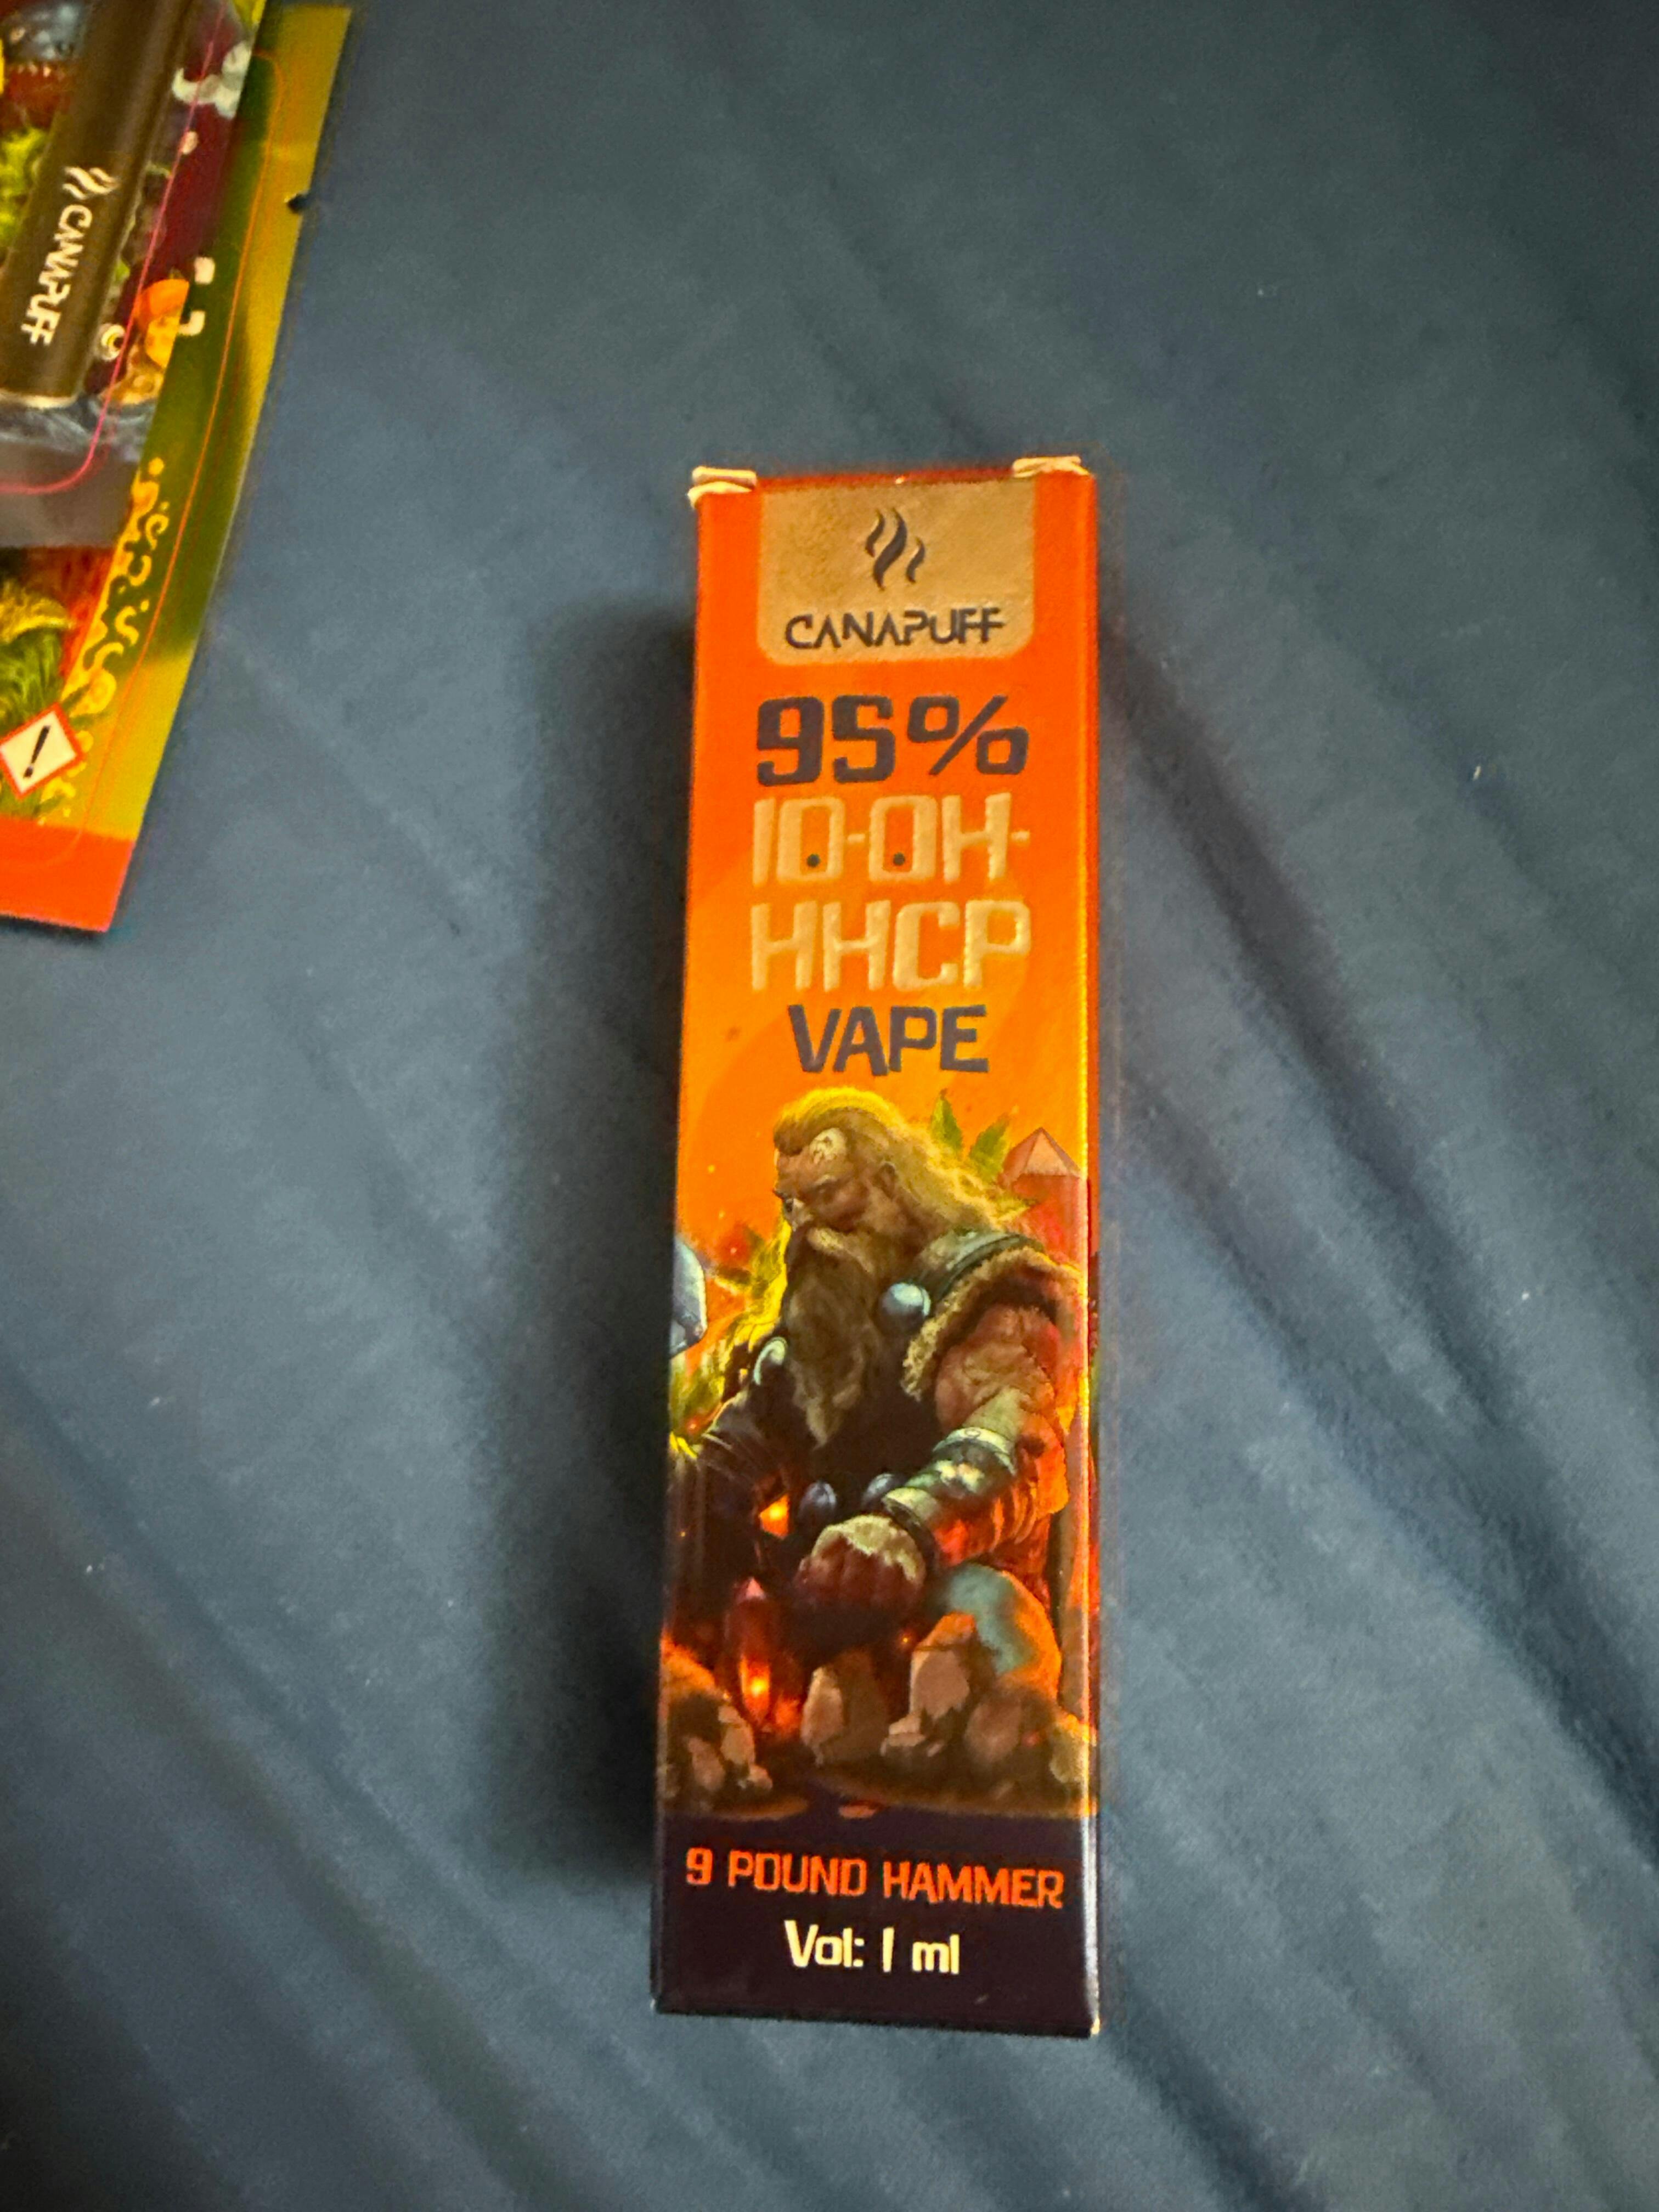 CANAPUFF
CANAPUFF
95%
10-OH-
HHCP
VAPE
9 POUND HAMMER
Vol: 1 ml